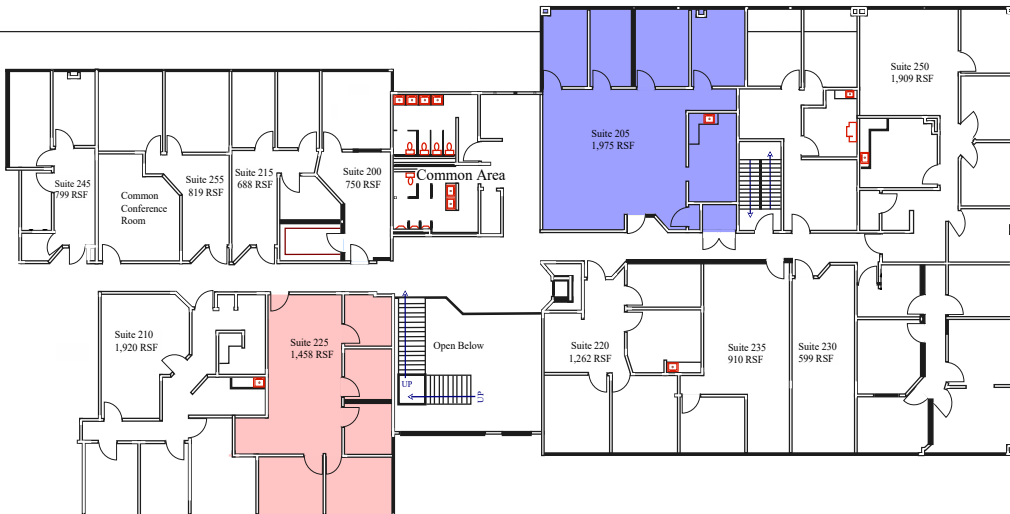 Suite 250
1,909 RSF
Suite 205
1,975 RSF
Common Area
Suite 245
799 RSF
Common
Conference
Room
Suite 255
819 RSF
Suite 215
688 RSF
Suite 200
750 RSF
Suite 210
1,920 RSF
Suite 225
1,458 RSF
Open Below
UP
UP
Suite 220
1,262 RSF
Suite 235
910 RSF
Suite 230
599 RSF